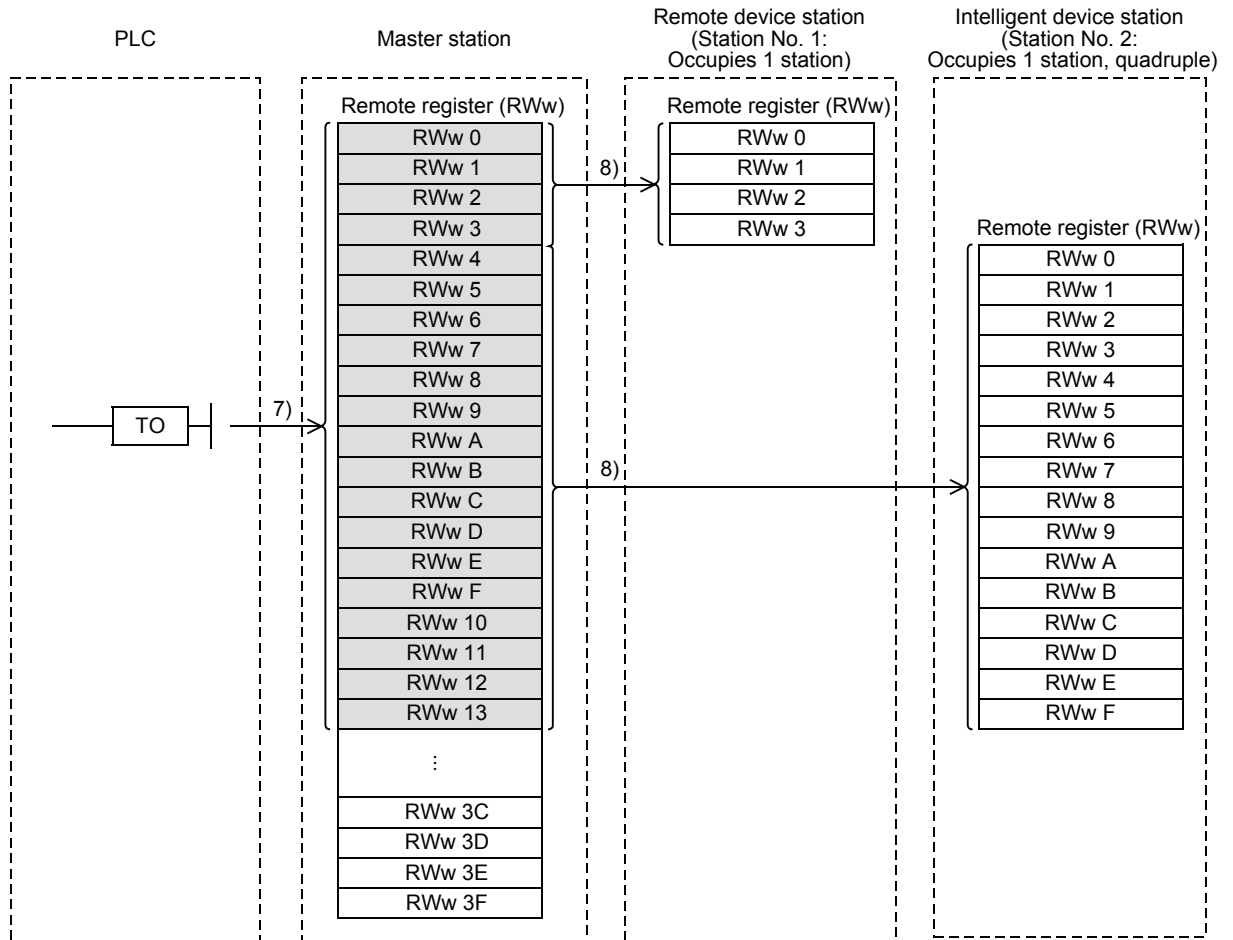 PLC
Master station
Remote device station
(Station No. 1:
Occupies 1 station)
Intelligent device station
(Station No. 2:
Occupies 1 station, quadruple)
TO
7)
Remote register (RWw)
RWw 0
RWw 1
RWw 2
RWw 3
RWw 4
RWw 5
RWw 6
RWw 7
RWw 8
RWw 9
RWw A
RWw B
RWw C
RWw D
RWw E
RWw F
RWw 10
RWw 11
RWw 12
RWw 13
...
RWw 3C
RWw 3D
RWw 3E
RWw 3F
8)
8)
Remote register (RWw)
RWw 0
RWw 1
RWw 2
RWw 3
Remote register (RWw)
RWw 0
RWw 1
RWw 2
RWw 3
RWw 4
RWw 5
RWw 6
RWw 7
RWw 8
RWw 9
RWw A
RWw B
RWw C
RWw D
RWw E
RWw F